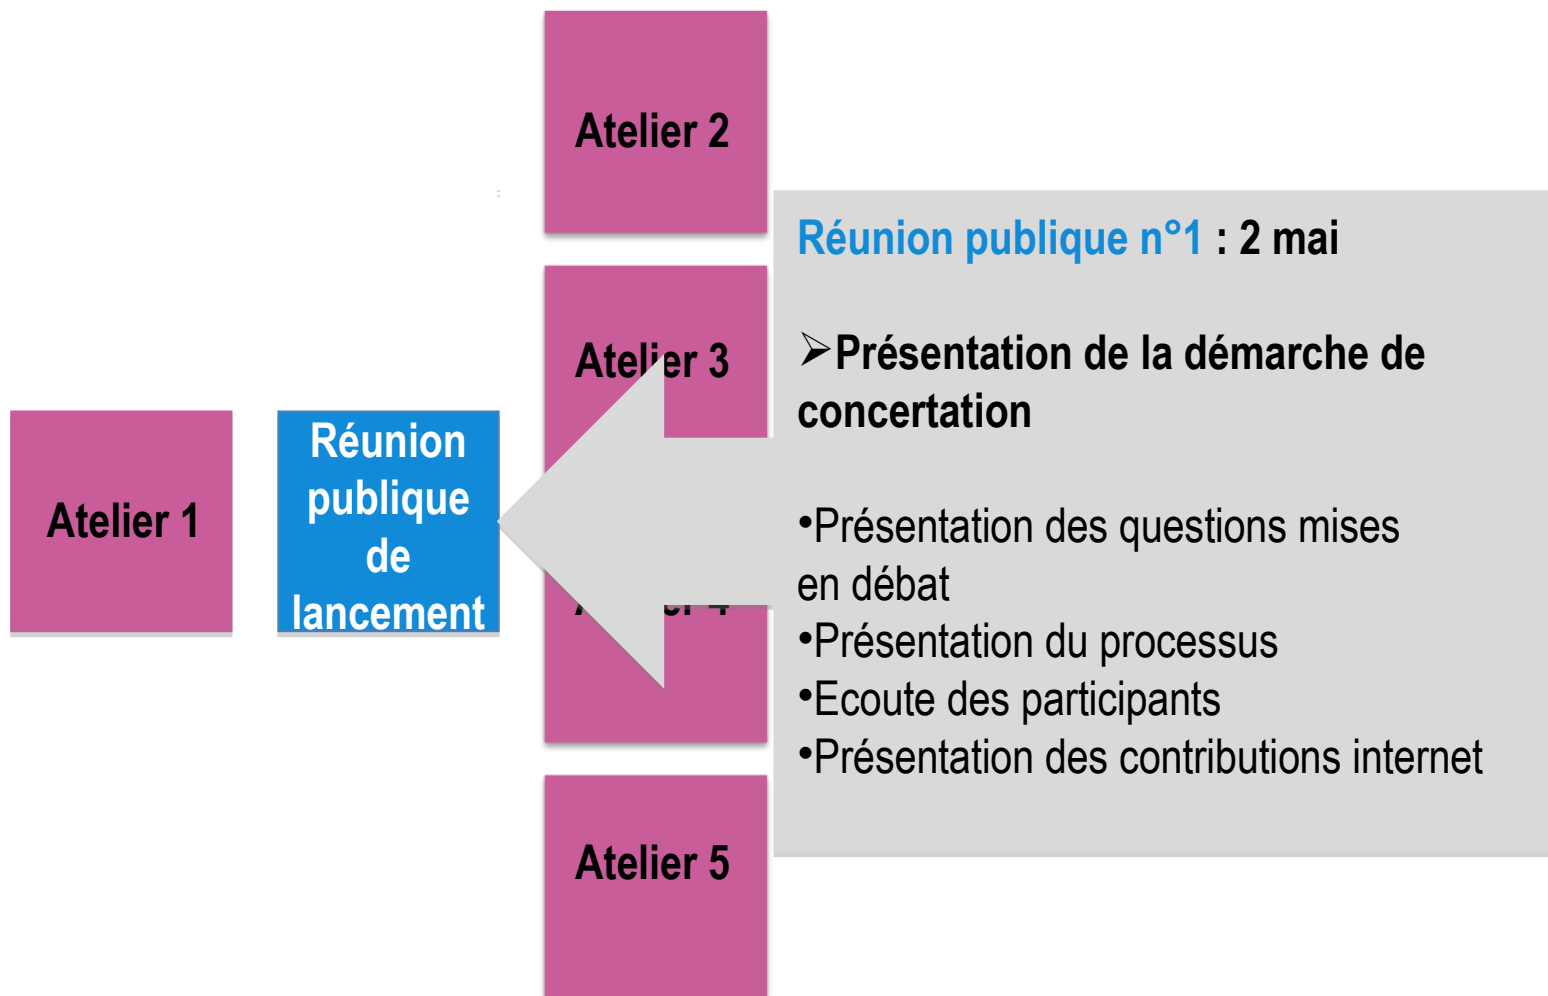 Atelier 2
Réunion publique n°1 : 2 mai
➢Présentation de la démarche de
concertation
•Présentation des questions mises
en débat
•Présentation du processus
•Ecoute des participants
•Présentation des contributions internet
Atelier 3
Atelier 1
Réunion
publique
de
lancement
4
Atelier 5